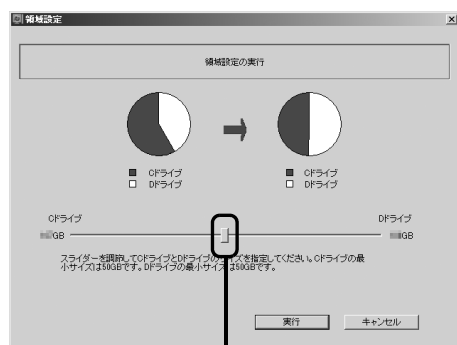 領域設定
領域設定の実行
Cドライブ
Dドライブ
Cドライブ
Dドライブ
Cドライブ
Dドライブ
GB
GB
スライダーを調節してCドライブとDドライブのサイズを指定してください。Cドライブの最
小サイズは50GBです。Dドライブの最小サイズは50GBです。
実行
キャンセル